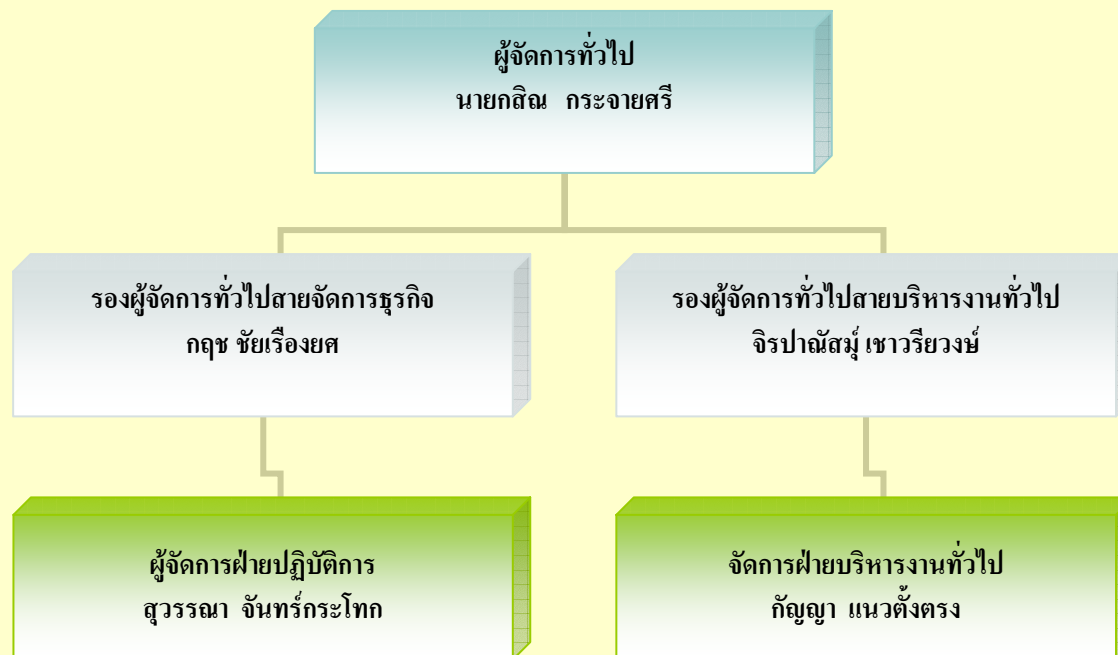 ผู้จัดการทั่วไป
นายกสิณ กระจายศรี
รองผู้จัดการทั่วไปสายจัดการธุรกิจ
กฤช ชัยเรืองยศ
รองผู้จัดการทั่วไปสายบริหารงานทั่วไป
จิรปาณัสมุ์ เชาวรียวงษ์
ผู้จัดการฝ่ายปฏิบัติการ
สุวรรณา จันทร์กระโทก
จัดการฝ่ายบริหารงานทั่วไป
กัญญา แนวตั้งตรง